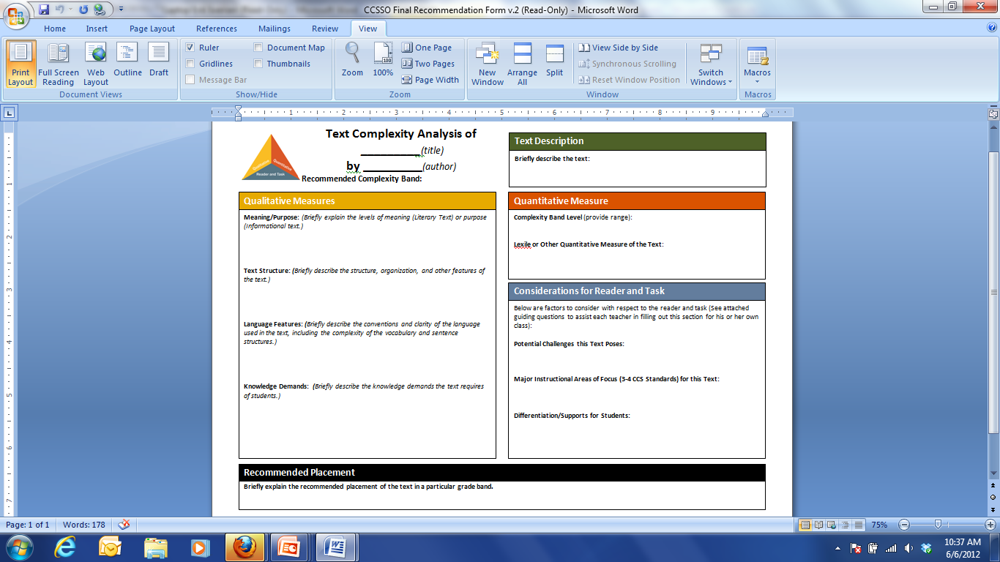 CCSSO Final Recommendation Form v.2 (Read-Only) - Microsoft Word
Home Insert Page Layout References Mailings Review View
Print Layout
Full Screen Reading
Web Layout
Outline
Draft
Document Views
Ruler
Gridlines
Message Bar
Document Map
Thumbnails
Show/Hide
Zoom
100%
One Page
Two Pages
Page Width
Zoom
New Window
Arrange All
Split
View Side by Side
Synchronous Scrolling
Reset Window Position
Switch Windows
Window
Macros
Macros
1 2 3 4 5 6 7 8 9
Text Complexity Analysis of
__________(title)
by __________(author)
Recommended Complexity Band:
Qualitative
Quantitative
Reader and Task
Text Description
Briefly describe the text:
Qualitative Measures
Meaning/Purpose: (Briefly explain the levels of meaning (Literary Text) or purpose
(Informational text.)
Text Structure: (Briefly describe the structure, organization, and other features of
the text.)
Language Features: (Briefly describe the conventions and clarity of the language
used in the text, including the complexity of the vocabulary and sentence
structures.)
Knowledge Demands: (Briefly describe the knowledge demands the text requires
of students.)
Quantitative Measure
Complexity Band Level (provide range):
Lexile or Other Quantitative Measure of the Text:
Considerations for Reader and Task
Below are factors to consider with respect to the reader and task (See attached
guiding questions to assist each teacher in filling out this section for his or her own
class):
Potential Challenges this Text Poses:
Major Instructional Areas of Focus (3-4 CCS Standards) for this Text:
Differentiation/Supports for Students:
Recommended Placement
Briefly explain the recommended placement of the text in a particular grade band.
1
2
3
4
5
6
7
Page: 1 of 1 Words: 178
75%
10:37 AM
6/6/2012